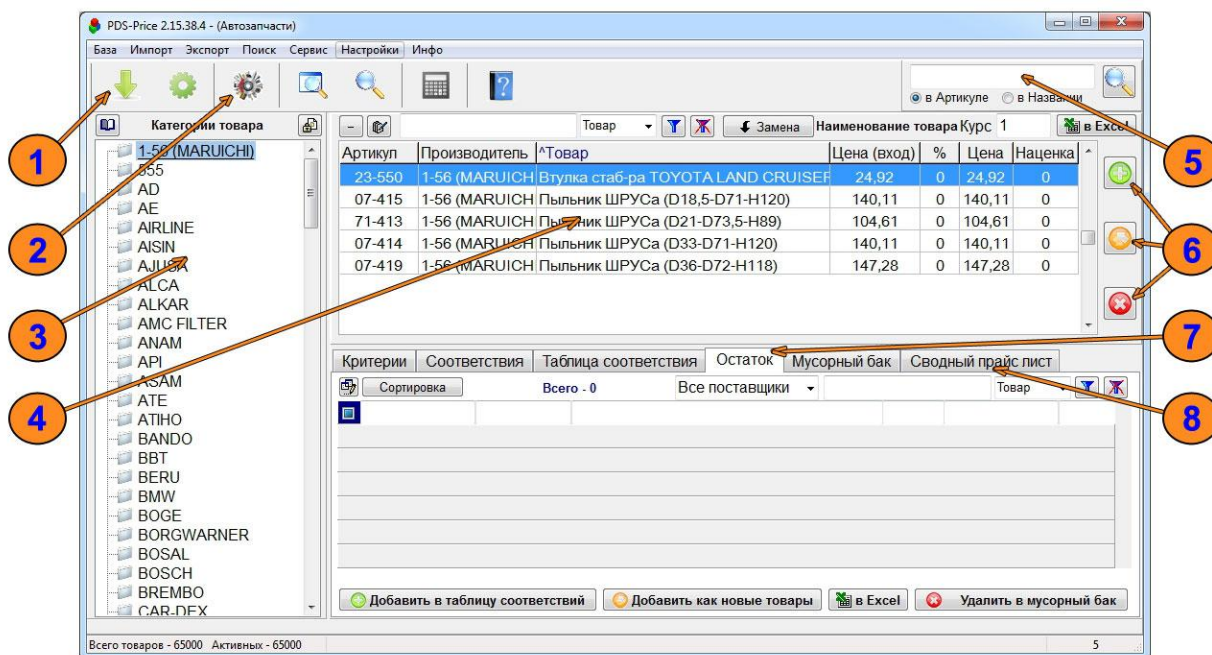 PDS-Price 2.15.38.4 - (Автозапчасти)
База Импорт Экспорт Поиск Сервис Настройки Инфо
в Артикуле в Названии
Категории товара
- Товар Замена Наименование товара Курс 1 в Excel
Артикул Производитель ^Товар Цена (вход) % Цена Наценка
23-550 1-56 (MARUICH Втулка стаб-ра TOYOTA LAND CRUISER 24,92 0 24,92 0
07-415 1-56 (MARUICH Пыльник ШРУСа (D18,5-D71-H120) 140,11 0 140,11 0
71-413 1-56 (MARUICH Пыльник ШРУСа (D21-D73,5-H89) 104,61 0 104,61 0
07-414 1-56 (MARUICH Пыльник ШРУСа (D33-D71-H120) 140,11 0 140,11 0
07-419 1-56 (MARUICH Пыльник ШРУСа (D36-D72-H118) 147,28 0 147,28 0
1-56 (MARUICHI)
555
AD
AE
AIRLINE
AISIN
AJUSA
ALCA
ALKAR
AMC FILTER
ANAM
API
ASAM
ATE
ATIHO
BANDO
BBT
BERU
BMW
BOGE
BORGWARNER
BOSAL
BOSCH
BREMBO
CAR-DEX
Критерии Соответствия Таблица соответствия Остаток Мусорный бак Сводный прайс лист
Сортировка Всего - 0 Все поставщики Товар
Добавить в таблицу соответствий Добавить как новые товары в Excel Удалить в мусорный бак
Всего товаров - 65000 Активных - 65000 5
1
2
3
4
5
6
7
8